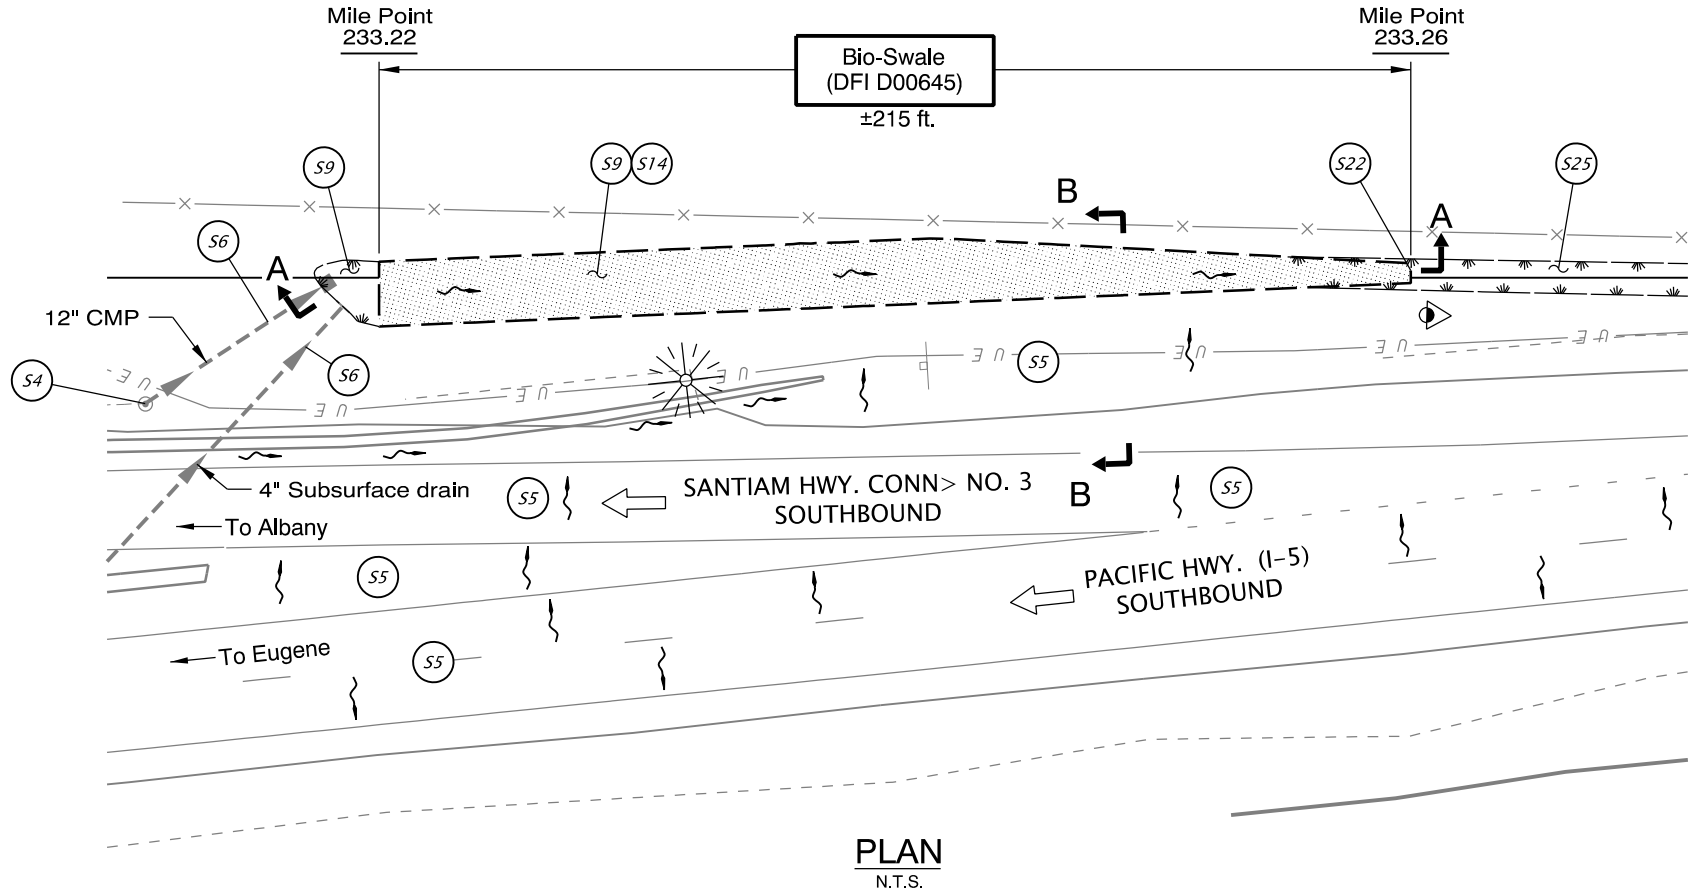 Mile Point
233.22
Mile Point
233.26
Bio-Swale
(DFI D00645)
±215 ft.
S9
S9 S14
S22
S25
B
A
S6
A
12" CMP
S4
S6
S5
U E
E U
E U
U E
E U
E U
E U
E U
4" Subsurface drain
S5
SANTIAM HWY. CONN> NO. 3
SOUTHBOUND
B
S5
To Albany
S5
PACIFIC HWY. (I-5)
SOUTHBOUND
To Eugene
S5
PLAN
N.T.S.